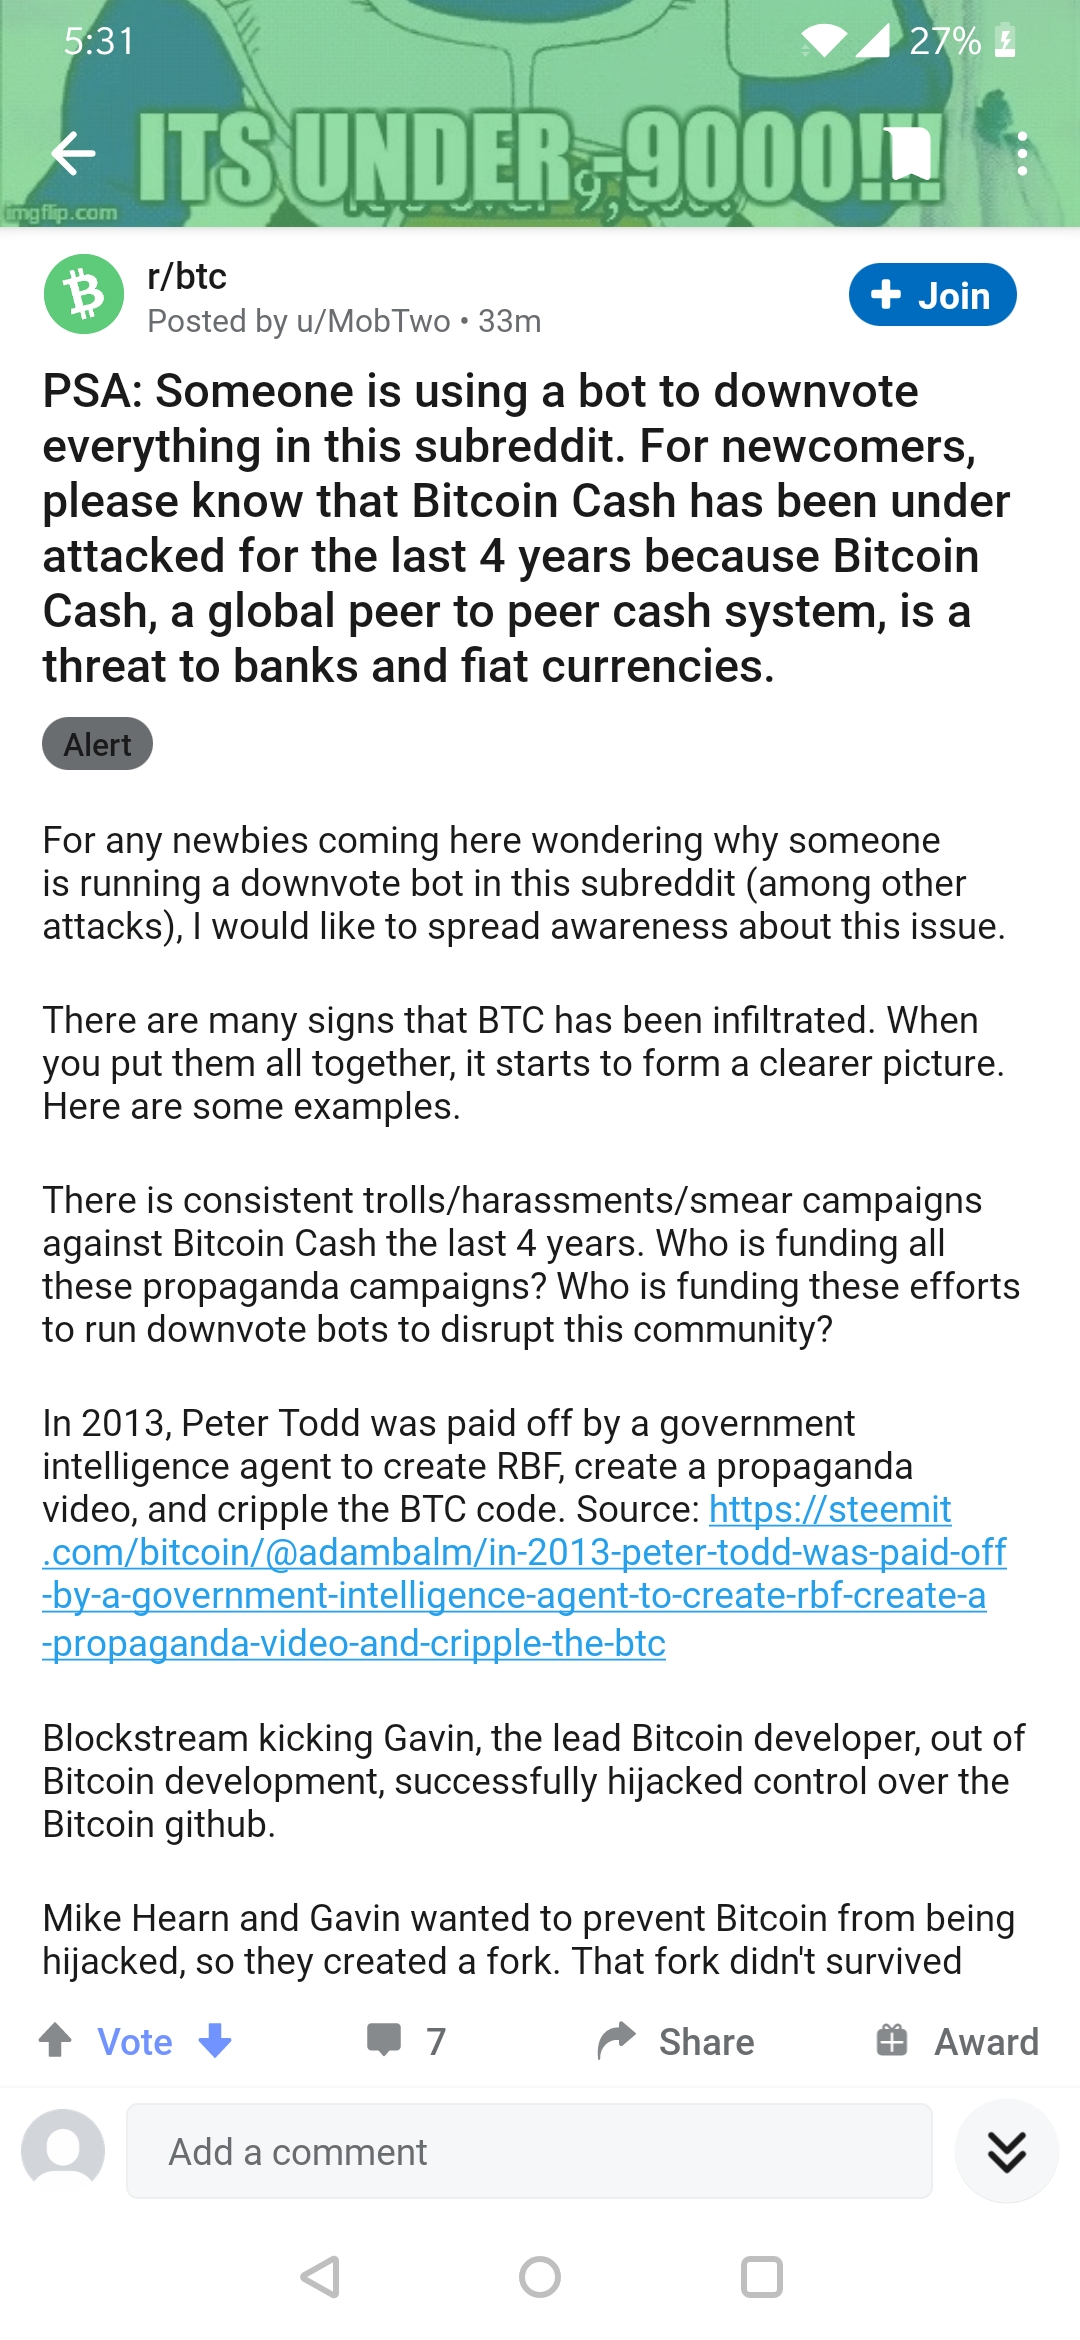 5:31
27%
ITS UNDER -9000!!!
imgflip.com
r/btc
Posted by u/MobTwo • 33m
Join
PSA: Someone is using a bot to downvote
everything in this subreddit. For newcomers,
please know that Bitcoin Cash has been under
attacked for the last 4 years because Bitcoin
Cash, a global peer to peer cash system, is a
threat to banks and fiat currencies.
Alert
For any newbies coming here wondering why someone
is running a downvote bot in this subreddit (among other
attacks), I would like to spread awareness about this issue.
There are many signs that BTC has been infiltrated. When
you put them all together, it starts to form a clearer picture.
Here are some examples.
There is consistent trolls/harassments/smear campaigns
against Bitcoin Cash the last 4 years. Who is funding all
these propaganda campaigns? Who is funding these efforts
to run downvote bots to disrupt this community?
In 2013, Peter Todd was paid off by a government
intelligence agent to create RBF, create a propaganda
video, and cripple the BTC code. Source: https://steemit
.com/bitcoin/@adambalm/in-2013-peter-todd-was-paid-off
-by-a-government-intelligence-agent-to-create-rbf-create-a
-propaganda-video-and-cripple-the-btc
Blockstream kicking Gavin, the lead Bitcoin developer, out of
Bitcoin development, successfully hijacked control over the
Bitcoin github.
Mike Hearn and Gavin wanted to prevent Bitcoin from being
hijacked, so they created a fork. That fork didn't survived
Vote 7 Share Award
Add a comment